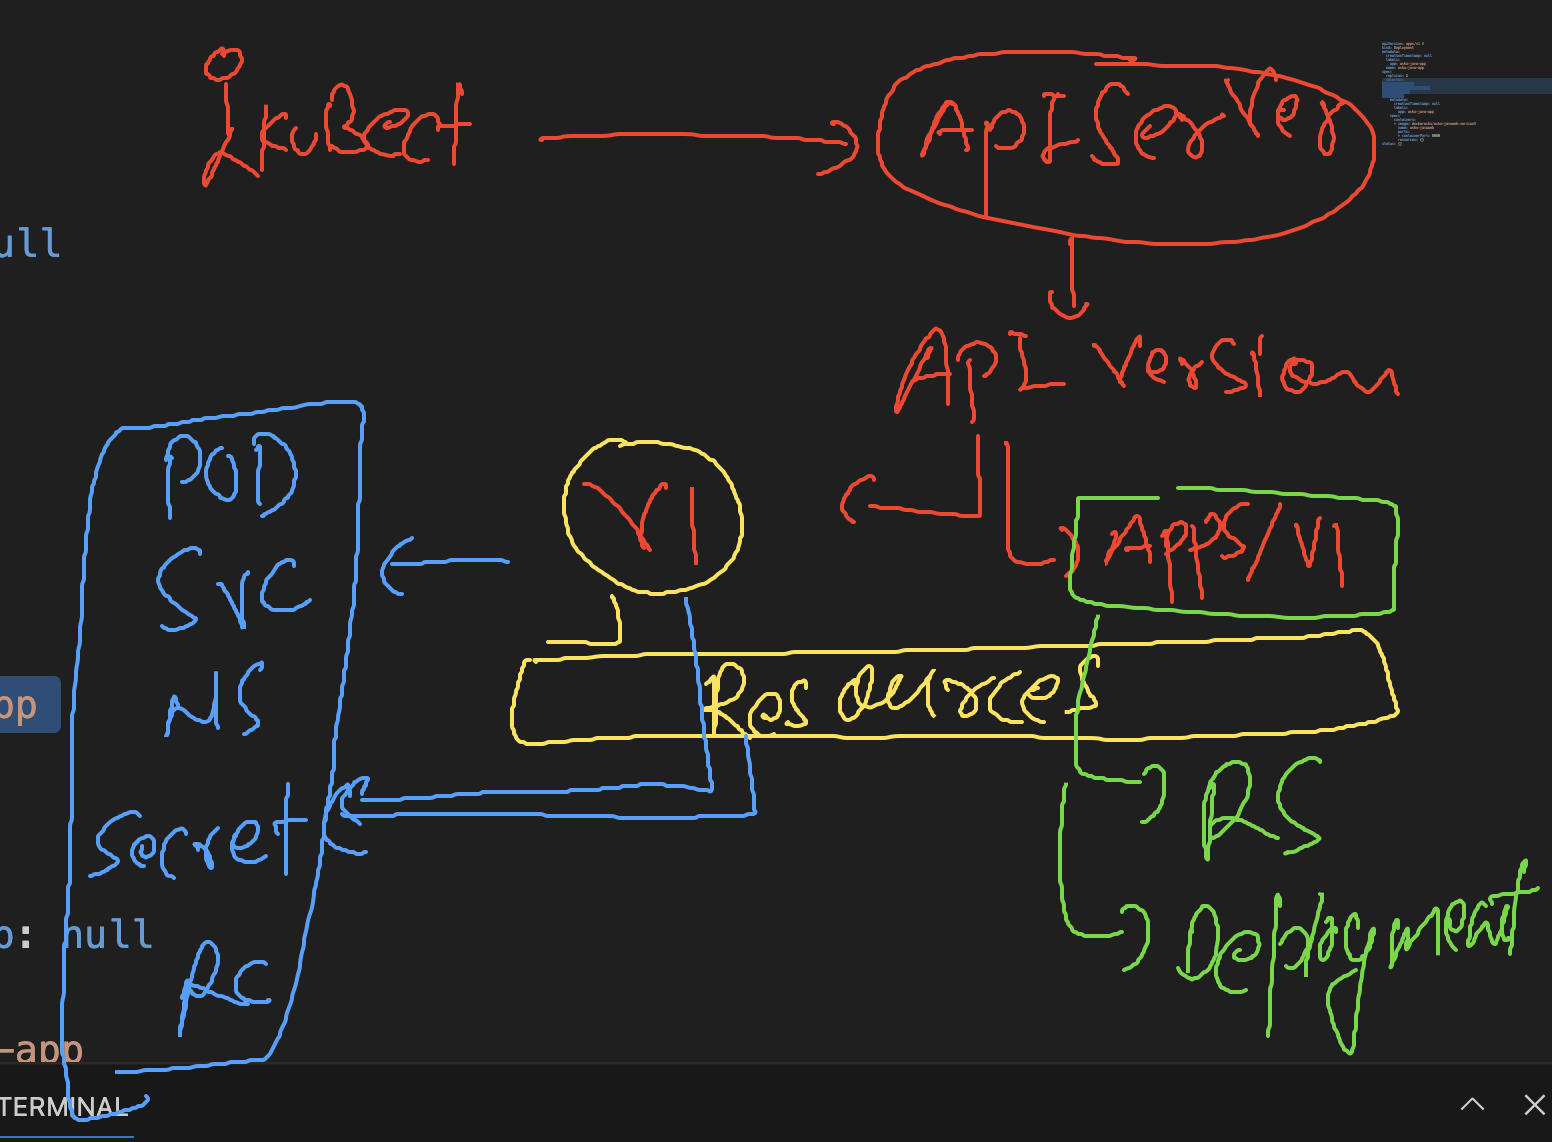 kuBect
ApIServer
ull
API version
POD
V1
Apps/V1
SVC
NS
pp
Resources
RS
Secret
Deployment
p: null
RC
-app
TERMINAL